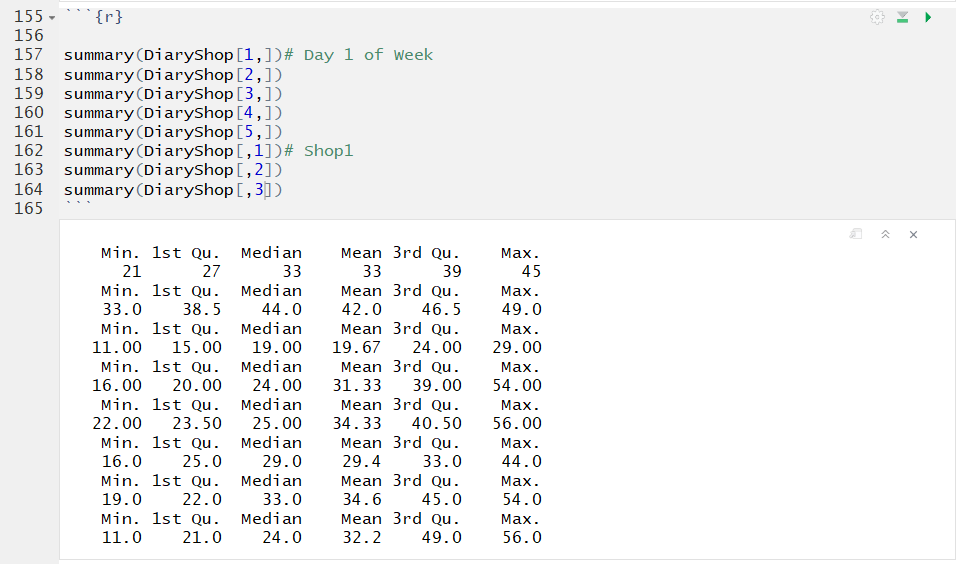 155 ```{r}
156
157 summary(DiaryShop[1,])# Day 1 of Week
158 summary(DiaryShop[2,])
159 summary(DiaryShop[3,])
160 summary(DiaryShop[4,])
161 summary(DiaryShop[5,])
162 summary(DiaryShop[,1])# Shop1
163 summary(DiaryShop[,2])
164 summary(DiaryShop[,3])
165 ```
Min. 1st Qu. Median Mean 3rd Qu. Max.
21 27 33 33 39 45
Min. 1st Qu. Median Mean 3rd Qu. Max.
33.0 38.5 44.0 42.0 46.5 49.0
Min. 1st Qu. Median Mean 3rd Qu. Max.
11.00 15.00 19.00 19.67 24.00 29.00
Min. 1st Qu. Median Mean 3rd Qu. Max.
16.00 20.00 24.00 31.33 39.00 54.00
Min. 1st Qu. Median Mean 3rd Qu. Max.
22.00 23.50 25.00 34.33 40.50 56.00
Min. 1st Qu. Median Mean 3rd Qu. Max.
16.0 25.0 29.0 29.4 33.0 44.0
Min. 1st Qu. Median Mean 3rd Qu. Max.
19.0 22.0 33.0 34.6 45.0 54.0
Min. 1st Qu. Median Mean 3rd Qu. Max.
11.0 21.0 24.0 32.2 49.0 56.0